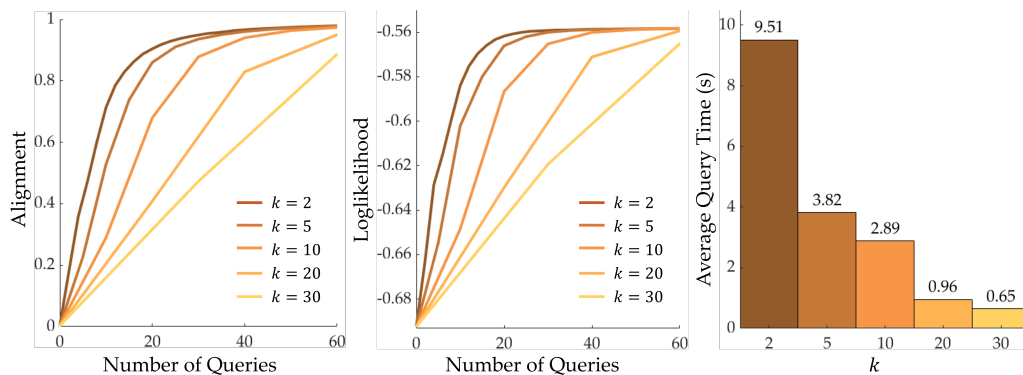 1
0.8
0.6
0.4
0.2
0
0 20 40 60
Alignment
Number of Queries
k = 2
k = 5
k = 10
k = 20
k = 30
-0.56
-0.58
-0.6
-0.62
-0.64
-0.66
-0.68
0 20 40 60
Loglikelihood
Number of Queries
k = 2
k = 5
k = 10
k = 20
k = 30
10
8
6
4
2
0
Average Query Time (s)
9.51
3.82
2.89
0.96
0.65
2 5 10 20 30
k